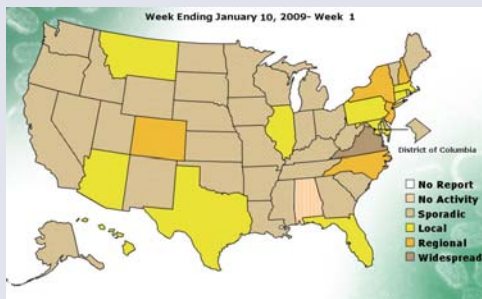 Week Ending January 10, 2009- Week 1
District of Columbia
No Report
No Activity
Sporadic
Local
Regional
Widespread